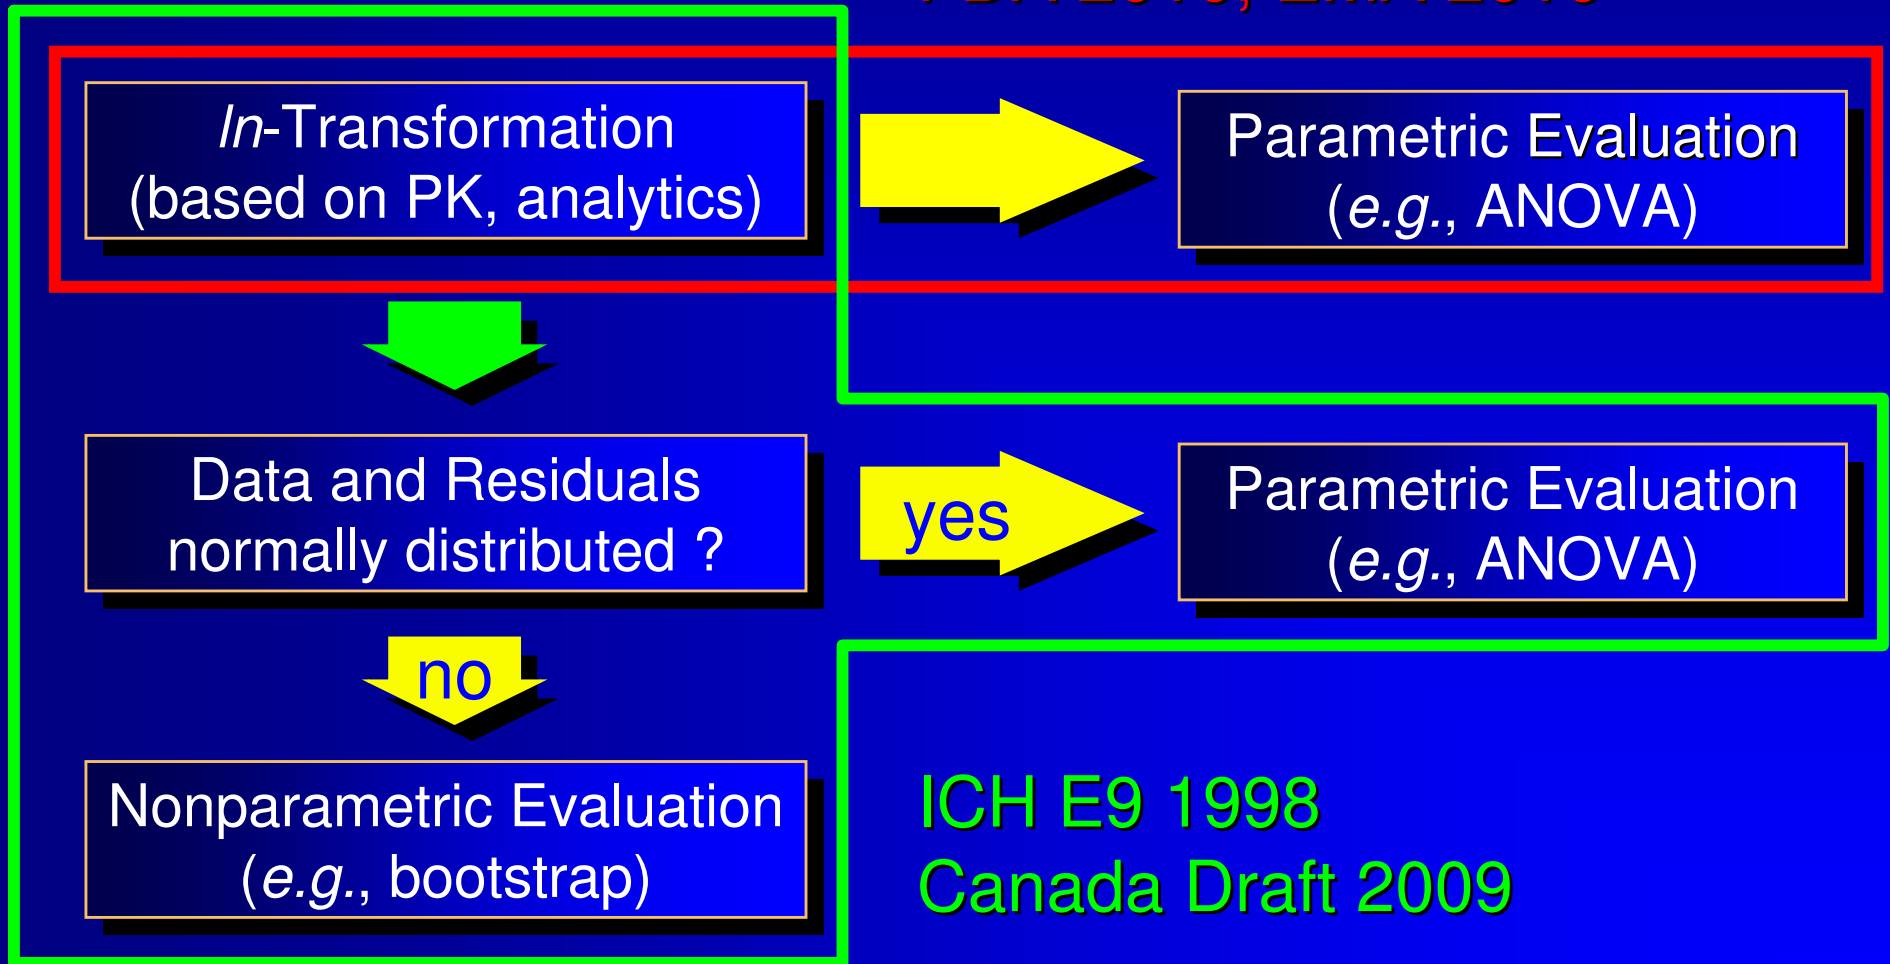 ln-Transformation
(based on PK, analytics)
Parametric Evaluation
(e.g., ANOVA)
Data and Residuals
normally distributed ?
yes
Parametric Evaluation
(e.g., ANOVA)
no
Nonparametric Evaluation
(e.g., bootstrap)
ICH E9 1998
Canada Draft 2009